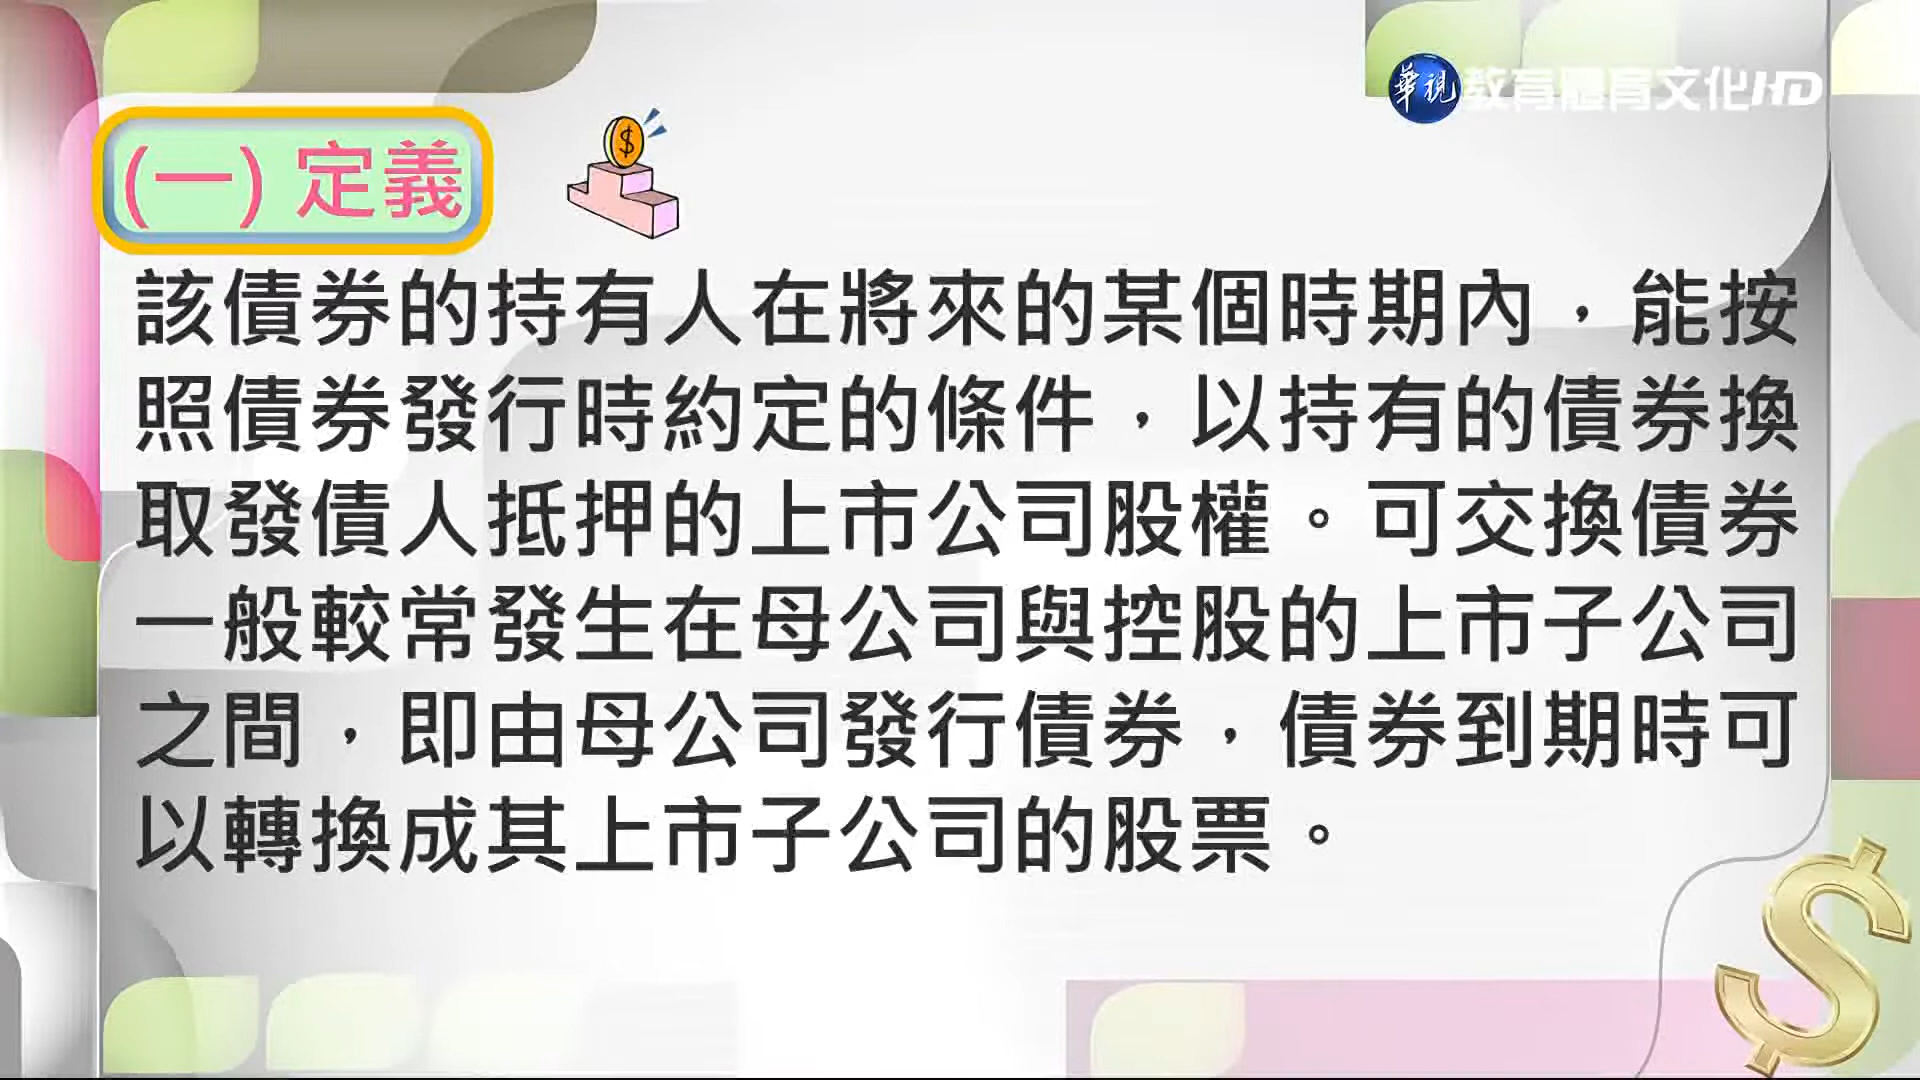 華視 教育體育文化HD
(一) 定義
該債券的持有人在將來的某個時期內，能按
照債券發行時約定的條件，以持有的債券換
取發債人抵押的上市公司股權。可交換債券
一般較常發生在母公司與控股的上市子公司
之間，即由母公司發行債券，債券到期時可
以轉換成其上市子公司的股票。